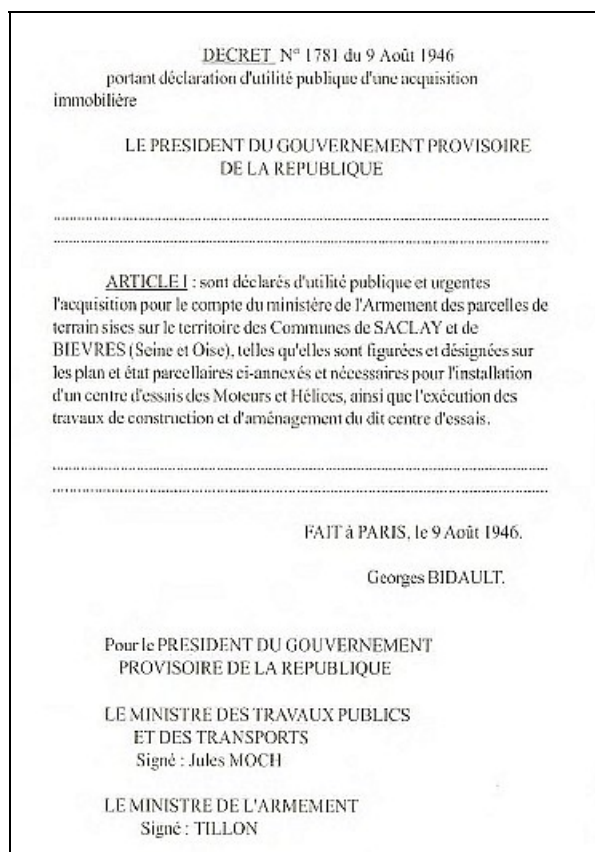 DECRET N° 1781 du 9 Août 1946
portant déclaration d'utilité publique d'une acquisition
immobilière
LE PRESIDENT DU GOUVERNEMENT PROVISOIRE
DE LA REPUBLIQUE
....................................................................................................
....................................................................................................
ARTICLE I : sont déclarés d'utilité publique et urgentes
l'acquisition pour le compte du ministère de l'Armement des parcelles de
terrain sises sur le territoire des Communes de SACLAY et de
BIEVRES (Seine et Oise), telles qu'elles sont figurées et désignées sur
les plan et état parcellaires ci-annexés et nécessaires pour l'installation
d'un centre d'essais des Moteurs et Hélices, ainsi que l'exécution des
travaux de construction et d'aménagement du dit centre d'essais.
....................................................................................................
....................................................................................................
FAIT à PARIS, le 9 Août 1946.
Georges BIDAULT.
Pour le PRESIDENT DU GOUVERNEMENT
PROVISOIRE DE LA REPUBLIQUE
LE MINISTRE DES TRAVAUX PUBLICS
ET DES TRANSPORTS
Signé : Jules MOCH
LE MINISTRE DE L'ARMEMENT
Signé : TILLON